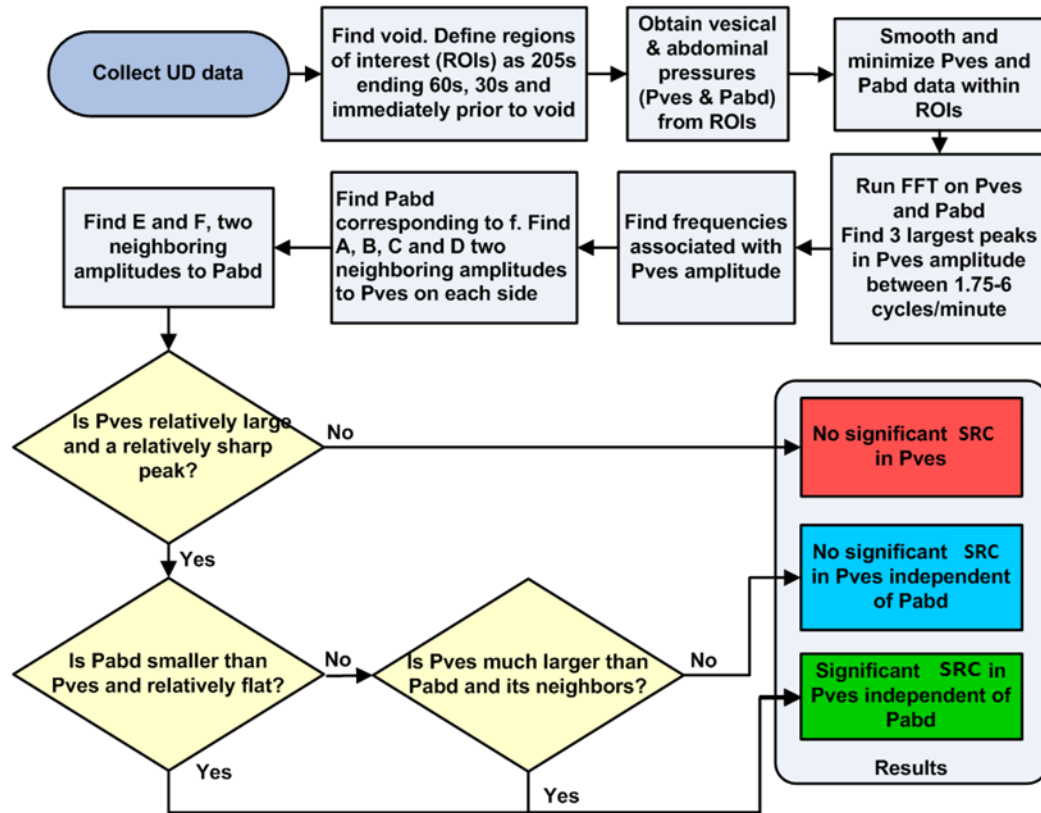 Collect UD data
Find void. Define regions
of interest (ROIs) as 205s
ending 60s, 30s and
immediately prior to void
Obtain vesical
& abdominal
pressures
(Pves & Pabd)
from ROIs
Smooth and
minimize Pves and
Pabd data within
ROIs
Run FFT on Pves
and Pabd
Find 3 largest peaks
in Pves amplitude
between 1.75-6
cycles/minute
Find frequencies
associated with
Pves amplitude
Find Pabd
corresponding to f. Find
A, B, C and D two
neighboring amplitudes
to Pves on each side
Find E and F, two
neighboring
amplitudes to Pabd
Is Pves relatively large
and a relatively sharp
peak?
No
Yes
No significant SRC
in Pves
Is Pabd smaller than
Pves and relatively flat?
No
Yes
Is Pves much larger than
Pabd and its neighbors?
No
Yes
No significant SRC
in Pves independent
of Pabd
Significant SRC in
Pves independent of
Pabd
Results